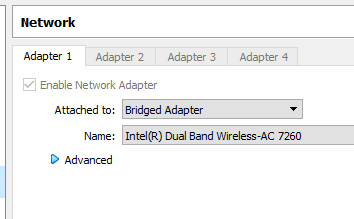 Network
Adapter 1 Adapter 2 Adapter 3 Adapter 4
Enable Network Adapter
Attached to: Bridged Adapter
Name: Intel(R) Dual Band Wireless-AC 7260
Advanced